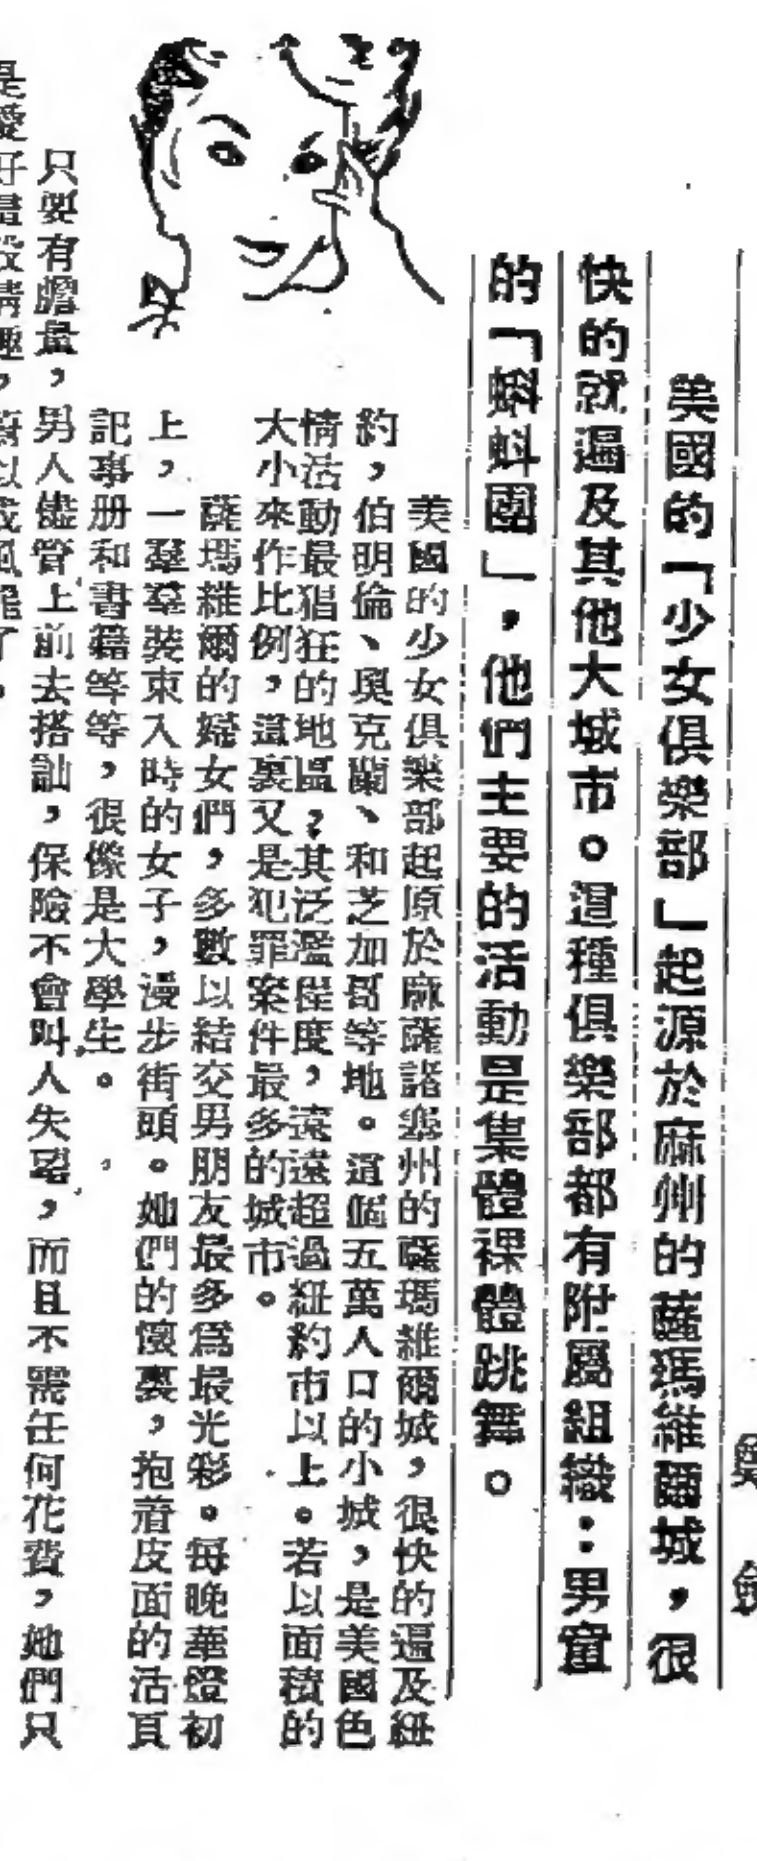 美國的「少女俱樂部」起源於麻州的薩瑪維爾城，很
快的就遍及其他大城市。這種俱樂部都有附屬組織：男童
的「蝌蚪團」，他們主要的活動是集體裸體跳舞。
美國的少女俱樂部起原於麻薩諸塞州的薩瑪維爾城，很快的遍及紐
約，伯明倫、奧克蘭、和芝加哥等地。這個五萬人口的小城，是美國色
情活動最猖狂的地區，其泛濫程度，遠遠超過紐約市以上。若以面積的
大小來作比例，這裏又是犯罪案件最多的城市。
薩瑪維爾的婦女們，多數以結交男朋友最多爲最光彩。每晚華燈初
上，一羣羣裝束入時的女子，漫步街頭。她們的懷裏，抱着皮面的活頁
記事册和書籍等等，很像是大學生。
只要有膽量，男人儘管上前去搭訕，保險不會叫人失望，而且不需任何花費，她們只